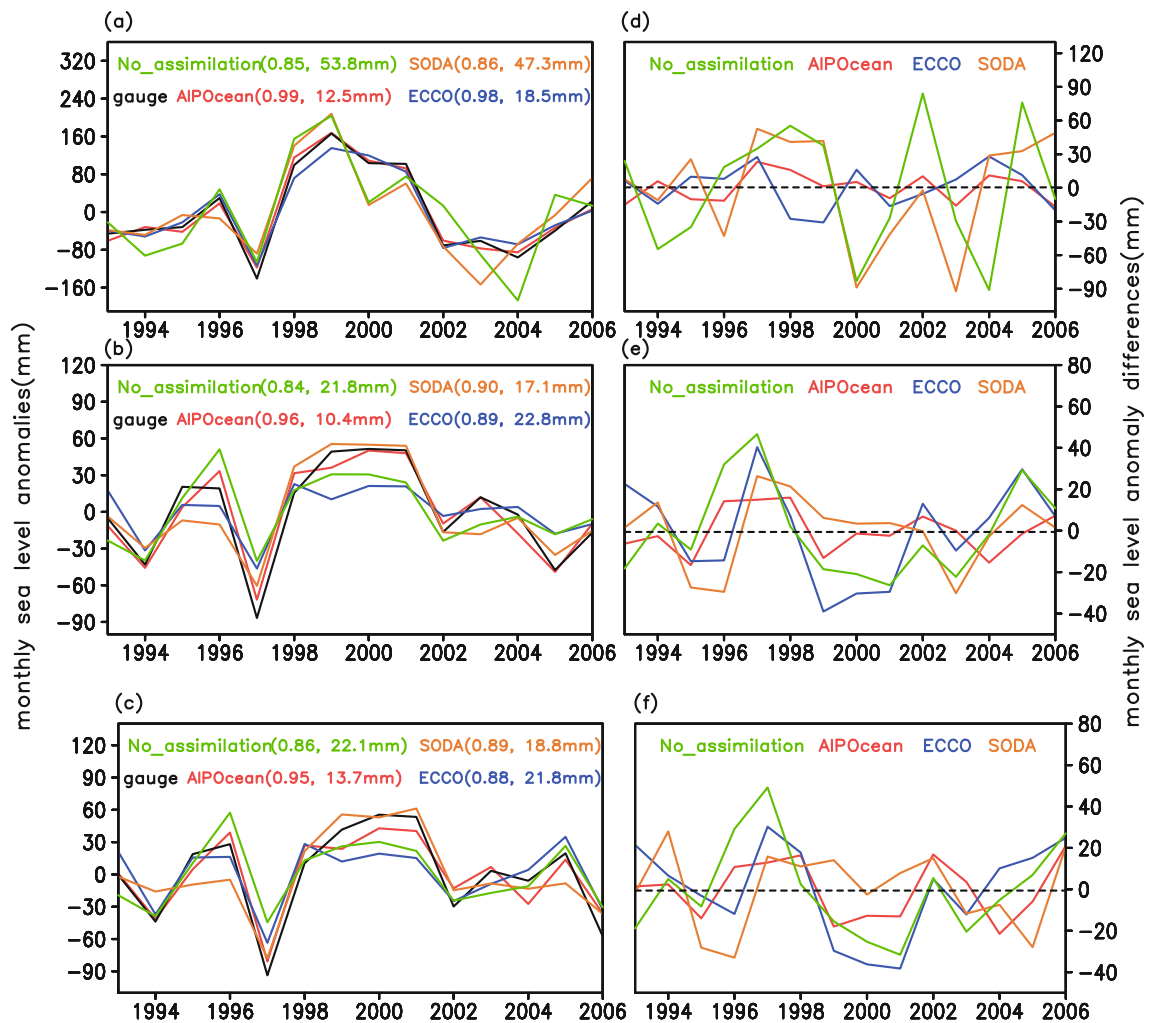 (a)
No_assimilation(0.85, 53.8mm) SODA(0.86, 47.3mm)
gauge AIPOcean(0.99, 12.5mm) ECCO(0.98, 18.5mm)
320
240
160
80
0
−80
−160
1994 1996 1998 2000 2002 2004 2006
(d)
No_assimilation AIPOcean ECCO SODA
120
90
60
30
0
−30
−60
−90
1994 1996 1998 2000 2002 2004 2006
(b)
No_assimilation(0.84, 21.8mm) SODA(0.90, 17.1mm)
gauge AIPOcean(0.96, 10.4mm) ECCO(0.89, 22.8mm)
120
90
60
30
0
−30
−60
−90
1994 1996 1998 2000 2002 2004 2006
(e)
No_assimilation AIPOcean ECCO SODA
80
60
40
20
0
−20
−40
1994 1996 1998 2000 2002 2004 2006
(c)
No_assimilation(0.86, 22.1mm) SODA(0.89, 18.8mm)
gauge AIPOcean(0.95, 13.7mm) ECCO(0.88, 21.8mm)
120
90
60
30
0
−30
−60
−90
1994 1996 1998 2000 2002 2004 2006
(f)
No_assimilation AIPOcean ECCO SODA
80
60
40
20
0
−20
−40
1994 1996 1998 2000 2002 2004 2006
monthly sea level anomalies(mm)
monthly sea level anomaly differences(mm)